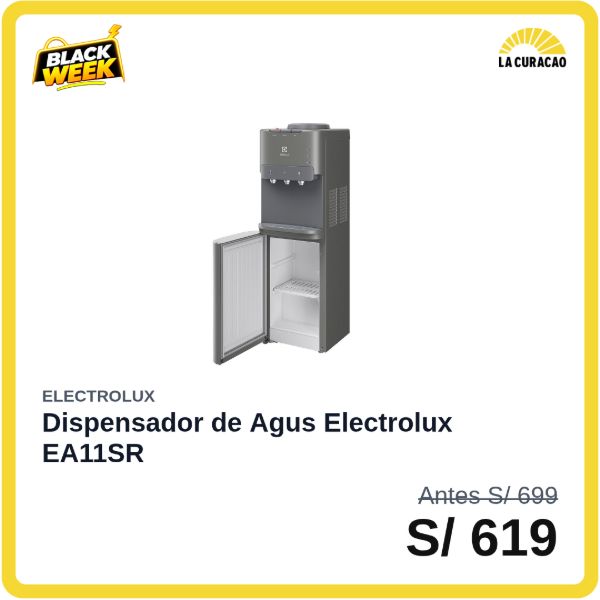 BLACK
WEEK
LA CURACAO
ELECTROLUX
Dispensador de Agus Electrolux
EA11SR
Antes S/ 699
S/ 619